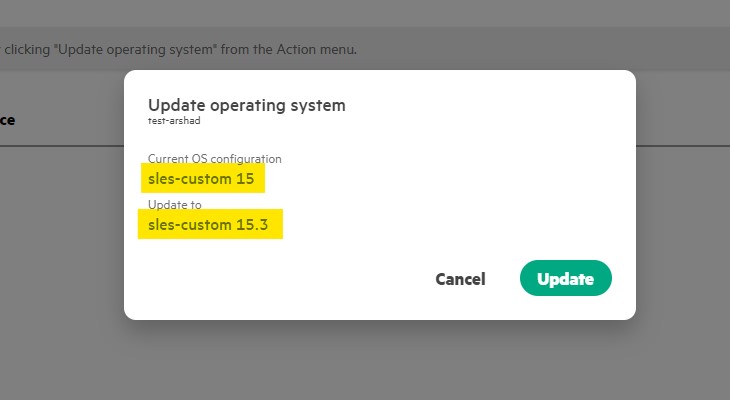 clicking "Update operating system" from the Action menu.
Update operating system
test-arshad
ce
Current OS configuration
sles-custom 15
Update to
sles-custom 15.3
Cancel
Update